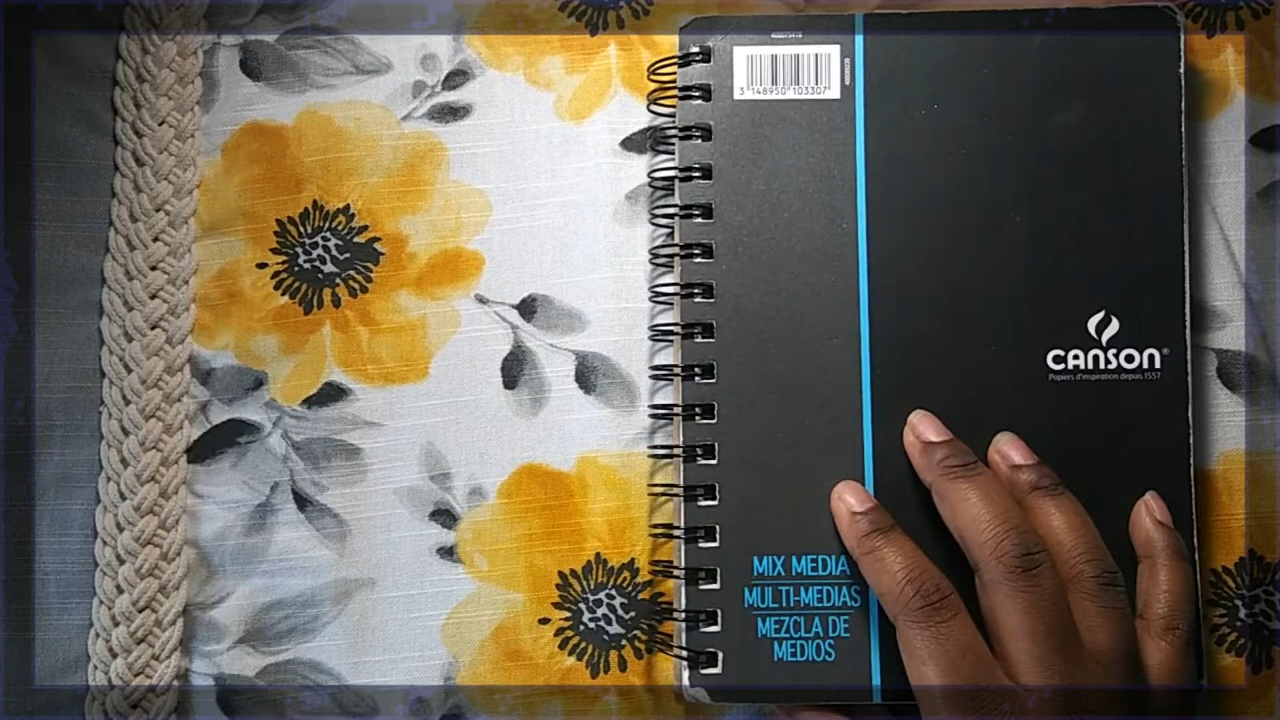 3 148950 103307
CANSON®
Papiers d'inspiration depuis 1557
MIX MEDIA
MULTI-MEDIAS
MEZCLA DE
MEDIOS